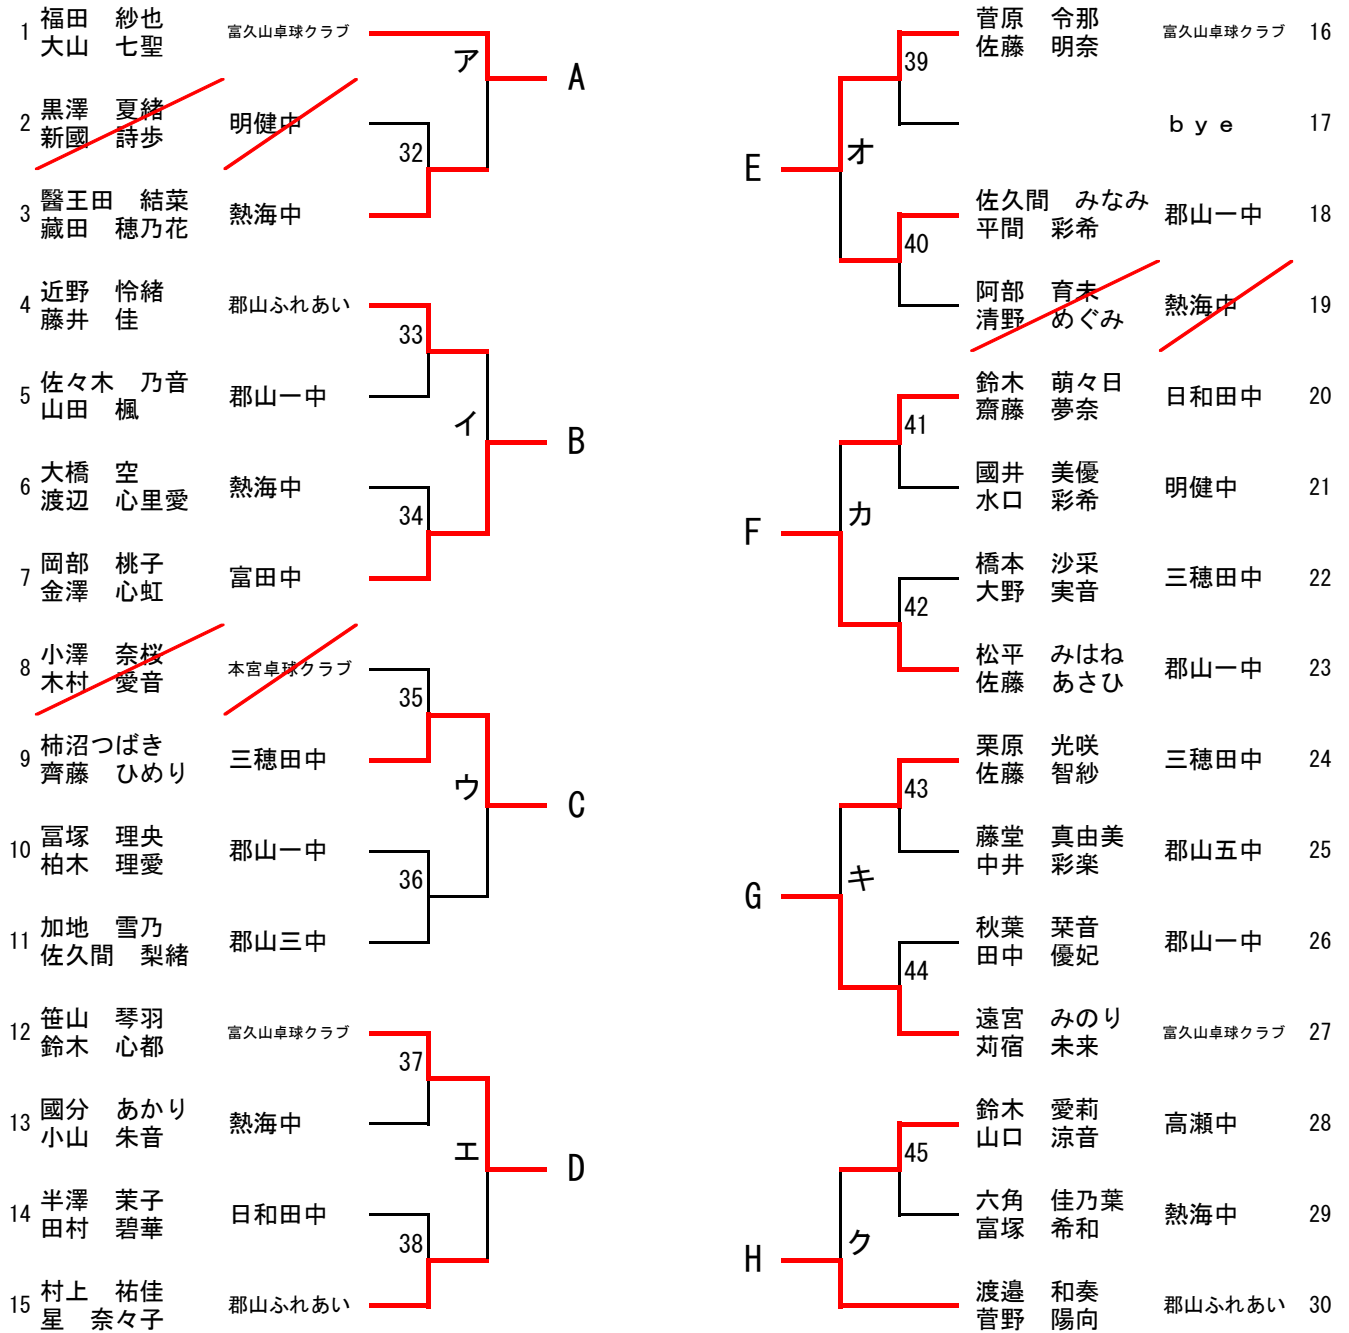 1 福田　紗也
大山　七聖
富久山卓球クラブ
ア
A
2 黒澤　夏緒
新國　詩歩
明健中
32
3 醫王田　結菜
藏田　穂乃花
熱海中
4 近野　怜緒
藤井　佳
郡山ふれあい
33
5 佐々木　乃音
山田　楓
郡山一中
イ
B
6 大橋　空
渡辺　心里愛
熱海中
34
7 岡部　桃子
金澤　心虹
富田中
8 小澤　奈桜
木村　愛音
本宮卓球クラブ
35
9 柿沼つばき
齊藤　ひめり
三穂田中
ウ
C
10 冨塚　理央
柏木　理愛
郡山一中
36
11 加地　雪乃
佐久間　梨緒
郡山三中
12 笹山　琴羽
鈴木　心都
富久山卓球クラブ
37
13 國分　あかり
小山　朱音
熱海中
エ
D
14 半澤　茉子
田村　碧華
日和田中
38
15 村上　祐佳
星　奈々子
郡山ふれあい
菅原　令那
佐藤　明奈
富久山卓球クラブ 16
39
ｂｙｅ 17
E
オ
佐久間　みなみ
平間　彩希
郡山一中 18
40
阿部　育未
清野　めぐみ
熱海中 19
鈴木　萌々日
齋藤　夢奈
日和田中 20
41
國井　美優
水口　彩希
明健中 21
F
カ
橋本　沙采
大野　実音
三穂田中 22
42
松平　みはね
佐藤　あさひ
郡山一中 23
栗原　光咲
佐藤　智紗
三穂田中 24
43
藤堂　真由美
中井　彩楽
郡山五中 25
G
キ
秋葉　栞音
田中　優妃
郡山一中 26
44
遠宮　みのり
苅宿　未来
富久山卓球クラブ 27
鈴木　愛莉
山口　涼音
高瀬中 28
45
六角　佳乃葉
富塚　希和
熱海中 29
H
ク
渡邉　和奏
菅野　陽向
郡山ふれあい 30